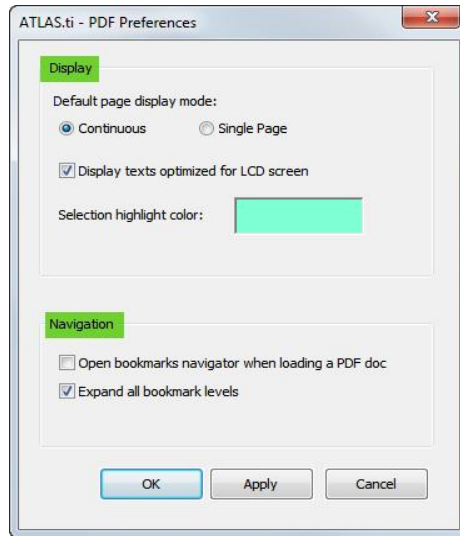 ATLAS.ti - PDF Preferences
Display
Default page display mode:
Continuous Single Page
Display texts optimized for LCD screen
Selection highlight color:
Navigation
Open bookmarks navigator when loading a PDF doc
Expand all bookmark levels
OK Apply Cancel